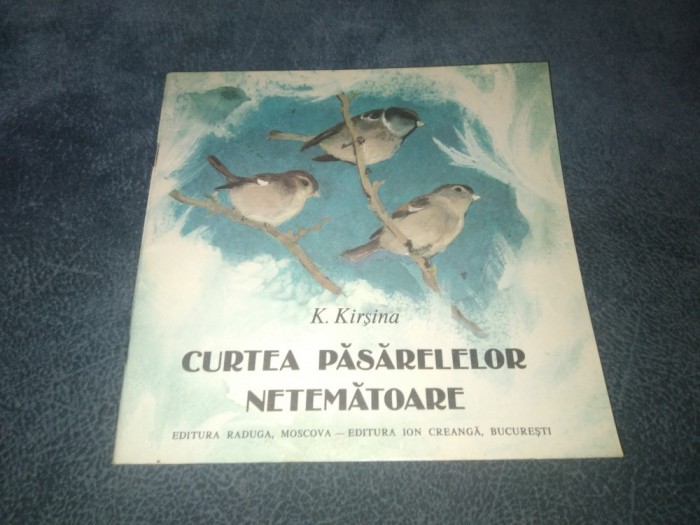 K. Kirșina
CURTEA PĂSĂRELELOR
NETEMĂTOARE
EDITURA RADUGA, MOSCOVA — EDITURA ION CREANGĂ, BUCUREȘTI